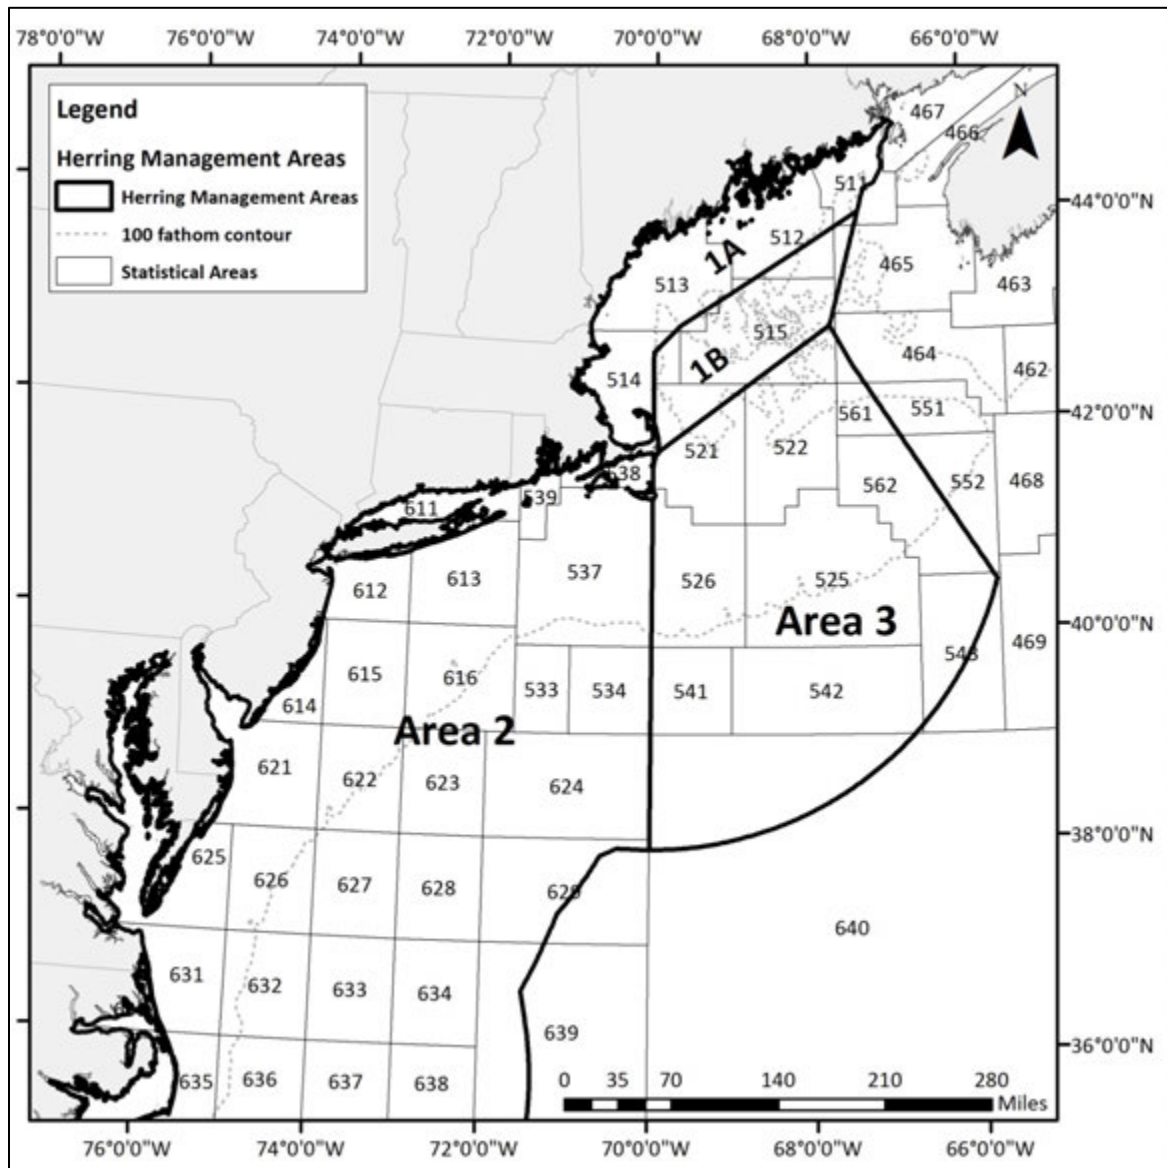 78°0'0"W 76°0'0"W 74°0'0"W 72°0'0"W 70°0'0"W 68°0'0"W 66°0'0"W
Legend
Herring Management Areas
Herring Management Areas
100 fathom contour
Statistical Areas
N
467
466
511
44°0'0"N
512
1A
465
513
463
515
464
1B
514
462
561 551
42°0'0"N
521 522
38
562 552 468
539
611
537
613
612
526 525
Area 3
40°0'0"N
543 469
615 616
533 534 541 542
614
Area 2
621 622 623 624
38°0'0"N
625
626 627 628 629
640
631 632 633 634
639
36°0'0"N
635 636 637 638
0 35 70 140 210 280
Miles
76°0'0"W 74°0'0"W 72°0'0"W 70°0'0"W 68°0'0"W 66°0'0"W